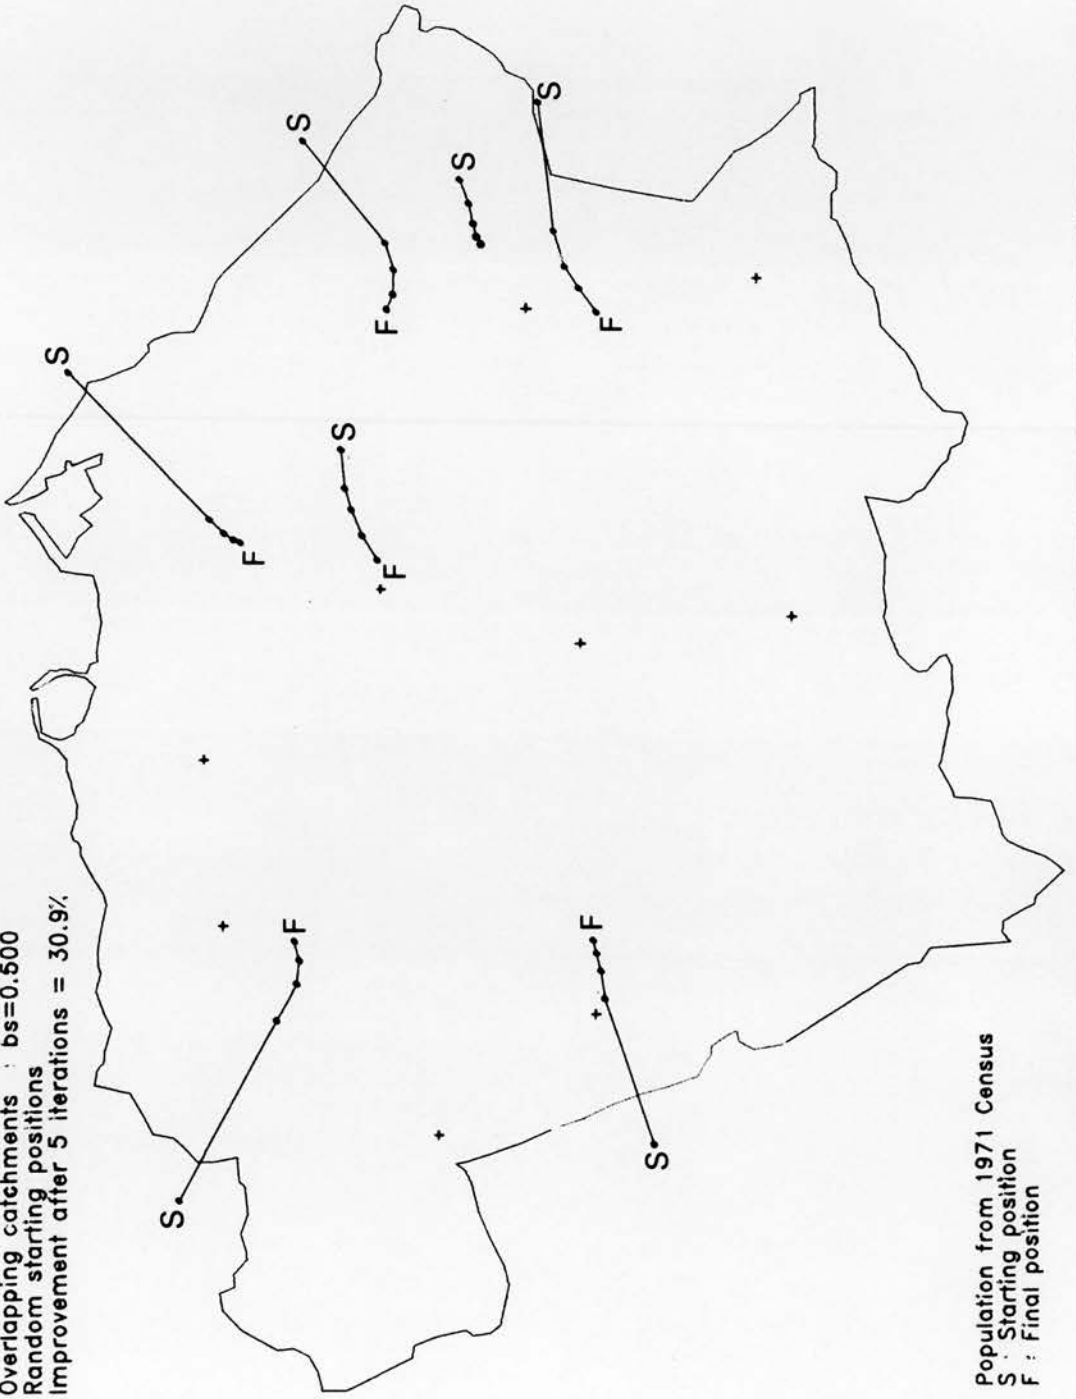 Overlapping catchments : bs=0.500
Random starting positions
Improvement after 5 iterations = 30.9%
S
S
S
S
S
S
S
F
F
F
F
F
F
Population from 1971 Census
S : Starting position
F : Final position